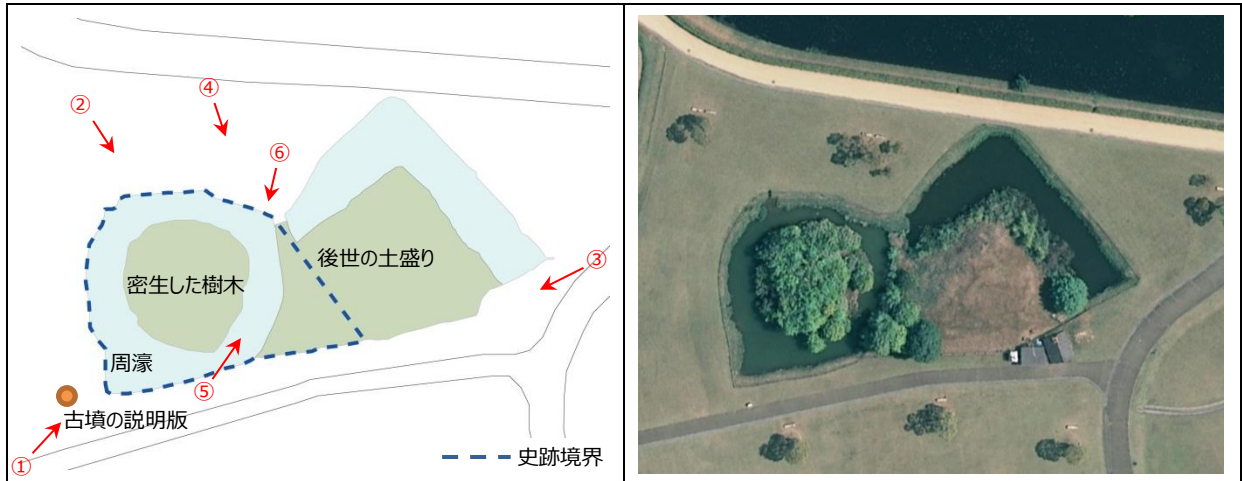 ②
④
⑥
後世の土盛り
③
密生した樹木
周濠
⑤
古墳の説明版
①
史跡境界